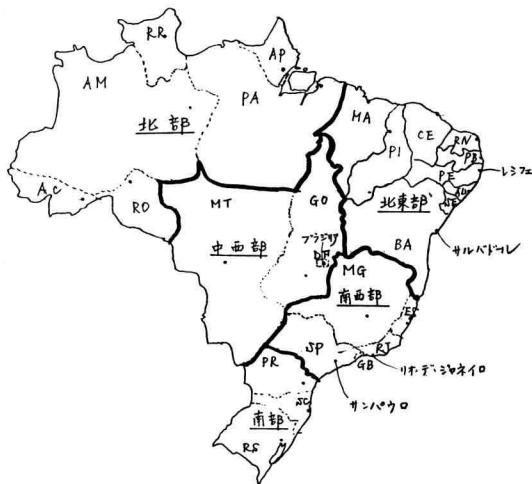 RR
AP
AM
PA
北部
MA
CE
RN
PB
PI
PE
レシフェ
AC
RO
MT
GO
北東部
SE
BA
サルバドール
ブラジリア
DF
中西部
MG
南西部
ES
SP
RJ
GB
リオ・デ・ジャネイロ
サンパウロ
PR
SC
南部
RS